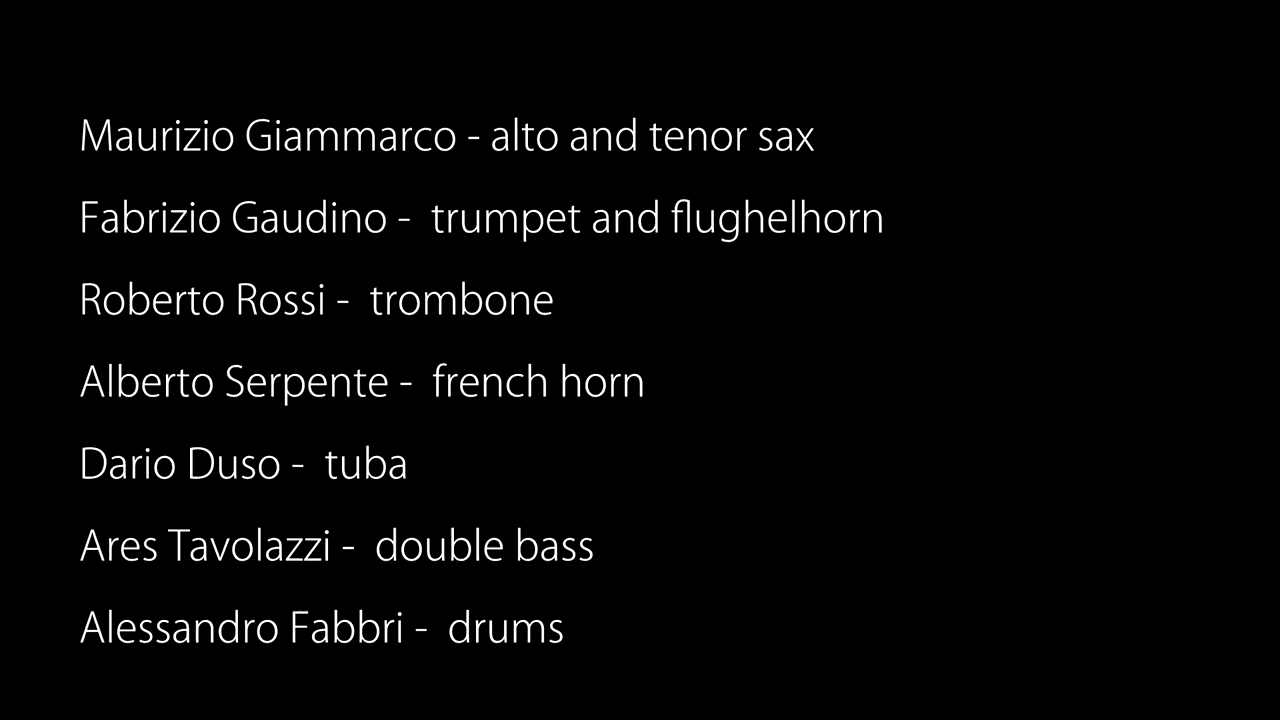 Maurizio Giammarco - alto and tenor sax
Fabrizio Gaudino -  trumpet and flughelhorn
Roberto Rossi -  trombone
Alberto Serpente -  french horn
Dario Duso -  tuba
Ares Tavolazzi -  double bass
Alessandro Fabbri -  drums